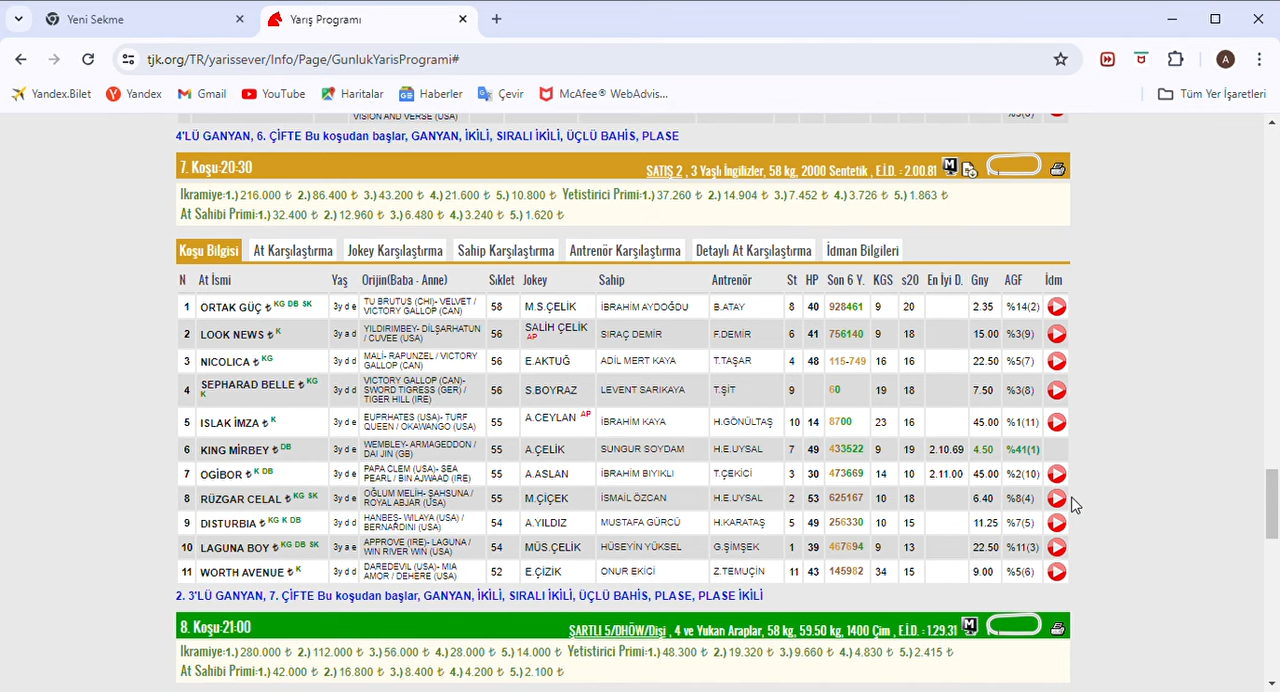 Yeni Sekme
Yarış Programı
tjk.org/TR/yarissever/Info/Page/GunlukYarisProgrami#
A
Yandex.Bilet Yandex Gmail YouTube Haritalar Haberler Çevir McAfee® WebAdvis... Tüm Yer İşaretleri
VISION AND VERSE (USA)
4'LÜ GANYAN, 6. ÇİFTE Bu koşudan başlar, GANYAN, İKİLİ, SIRALI İKİLİ, ÜÇLÜ BAHİS, PLASE
7. Koşu:20:30 SATIŞ 2 , 3 Yaşlı İngilizler, 58 kg, 2000 Sentetik , E.İ.D. : 2.00.81
İkramiye:1.) 216.000 ₺ 2.) 86.400 ₺ 3.) 43.200 ₺ 4.) 21.600 ₺ 5.) 10.800 ₺ Yetistirici Primi:1.) 37.260 ₺ 2.) 14.904 ₺ 3.) 7.452 ₺ 4.) 3.726 ₺ 5.) 1.863 ₺
At Sahibi Primi:1.) 32.400 ₺ 2.) 12.960 ₺ 3.) 6.480 ₺ 4.) 3.240 ₺ 5.) 1.620 ₺
Koşu Bilgisi At Karşılaştırma Jokey Karşılaştırma Sahip Karşılaştırma Antrenör Karşılaştırma Detaylı At Karşılaştırma İdman Bilgileri
N At İsmi Yaş Orijin(Baba - Anne) Sıklet Jokey Sahip Antrenör St HP Son 6 Y. KGS s20 En İyi D. Gny AGF İdm
1 ORTAK GÜÇ ₺ KG DB SK 3y d e TU BRUTUS (CHI)- VELVET / VICTORY GALLOP (CAN) 58 M.S.ÇELİK İBRAHİM AYDOĞDU B.ATAY 8 40 928461 9 20 2.35 %14(2)
2 LOOK NEWS ₺ K 3y a d YILDIRIMBEY- DİLŞARHATUN / CUVEE (USA) 56 SALİH ÇELİK AP SIRAÇ DEMİR F.DEMİR 6 41 756140 9 18 15.00 %3(9)
3 NICOLICA ₺ KG 3y d d MALİ- RAPUNZEL / VICTORY GALLOP (CAN) 56 E.AKTUĞ ADİL MERT KAYA T.TAŞAR 4 48 115-749 16 16 22.50 %5(7)
4 SEPHARAD BELLE ₺ KG K 3y d d VICTORY GALLOP (CAN)- SWORD TIGRESS (GER) / TIGER HILL (IRE) 56 S.BOYRAZ LEVENT SARIKAYA T.ŞİT 9 60 19 18 7.50 %3(8)
5 ISLAK İMZA ₺ K 3y d d EUPRHATES (USA)- TURF QUEEN / OKAWANGO (USA) 55 A.CEYLAN AP İBRAHİM KAYA H.GÖNÜLTAŞ 10 14 8700 23 16 45.00 %1(11)
6 KING MİRBEY ₺ DB 3y d e WEMBLEY- ARMAGEDDON / DAI JIN (GB) 55 A.ÇELİK SUNGUR SOYDAM H.E.UYSAL 7 49 433522 9 19 2.10.69 4.50 %41(1)
7 OGİBOR ₺ K DB 3y d e PAPA CLEM (USA)- SEA PEARL / BIN AJWAAD (IRE) 55 A.ASLAN İBRAHİM BIYIKLI T.ÇEKİCİ 3 30 473669 14 10 2.11.00 45.00 %2(10)
8 RÜZGAR CELAL ₺ KG SK 3y d e OĞLUM MELİH- ŞAHSUNA / ROYAL ABJAR (USA) 55 M.ÇİÇEK İSMAİL ÖZCAN H.E.UYSAL 2 53 625167 10 18 6.40 %8(4)
9 DISTURBIA ₺ KG K DB 3y d d HANBEŞ- WILAYA (USA) / BERNARDINI (USA) 54 A.YILDIZ MUSTAFA GÜRCÜ H.KARATAŞ 5 49 256330 10 15 11.25 %7(5)
10 LAGUNA BOY ₺ KG DB SK 3y a e APPROVE (IRE)- LAGUNA / WIN RIVER WIN (USA) 54 MÜS.ÇELİK HÜSEYİN YÜKSEL G.ŞİMŞEK 1 39 467694 9 13 22.50 %11(3)
11 WORTH AVENUE ₺ K 3y d d DAREDEVIL (USA)- MIA AMOR / DEHERE (USA) 52 E.ÇİZİK ONUR EKİCİ Z.TEMUÇİN 11 43 145982 34 15 9.00 %5(6)
2. 3'LÜ GANYAN, 7. ÇİFTE Bu koşudan başlar, GANYAN, İKİLİ, SIRALI İKİLİ, ÜÇLÜ BAHİS, PLASE, PLASE İKİLİ
8. Koşu:21:00 ŞARTLI 5/DHÖW/Dişi , 4 ve Yukarı Araplar, 58 kg, 59.50 kg, 1400 Çim , E.İ.D. : 1.29.31
İkramiye:1.) 280.000 ₺ 2.) 112.000 ₺ 3.) 56.000 ₺ 4.) 28.000 ₺ 5.) 14.000 ₺ Yetistirici Primi:1.) 48.300 ₺ 2.) 19.320 ₺ 3.) 9.660 ₺ 4.) 4.830 ₺ 5.) 2.415 ₺
At Sahibi Primi:1.) 42.000 ₺ 2.) 16.800 ₺ 3.) 8.400 ₺ 4.) 4.200 ₺ 5.) 2.100 ₺